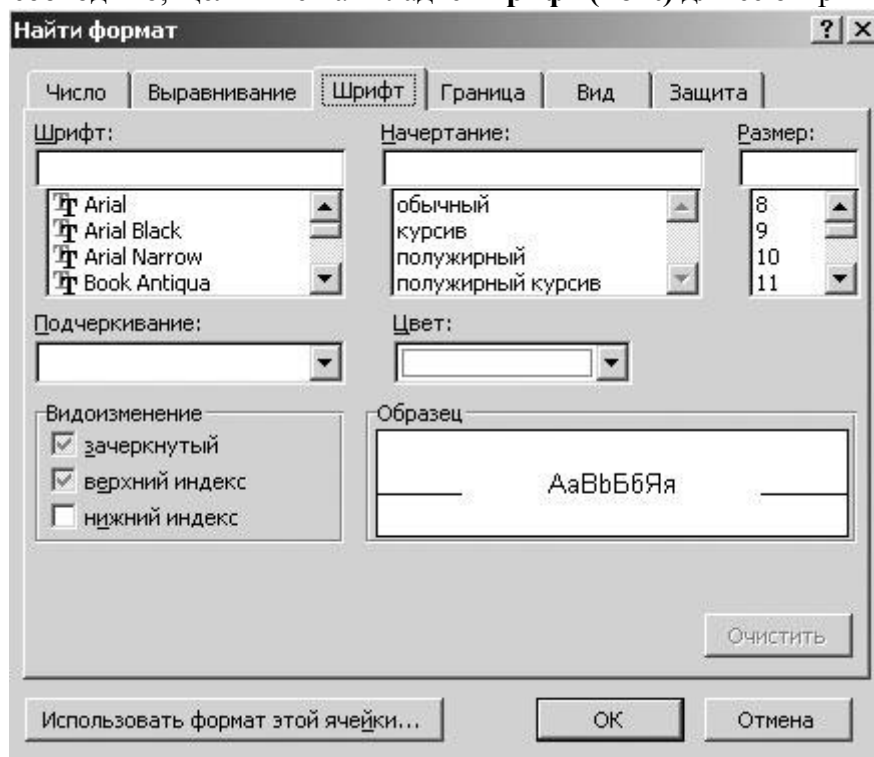 Найти формат
Число Выравнивание Шрифт Граница Вид Защита
Шрифт: Начертание: Размер:
Arial обычный 8
Arial Black курсив 9
Arial Narrow полужирный 10
Book Antiqua полужирный курсив 11
Подчеркивание: Цвет:
Видоизменение Образец
зачеркнутый
верхний индекс АаВbБбЯя
нижний индекс
Очистить
Использовать формат этой ячейки... ОК Отмена